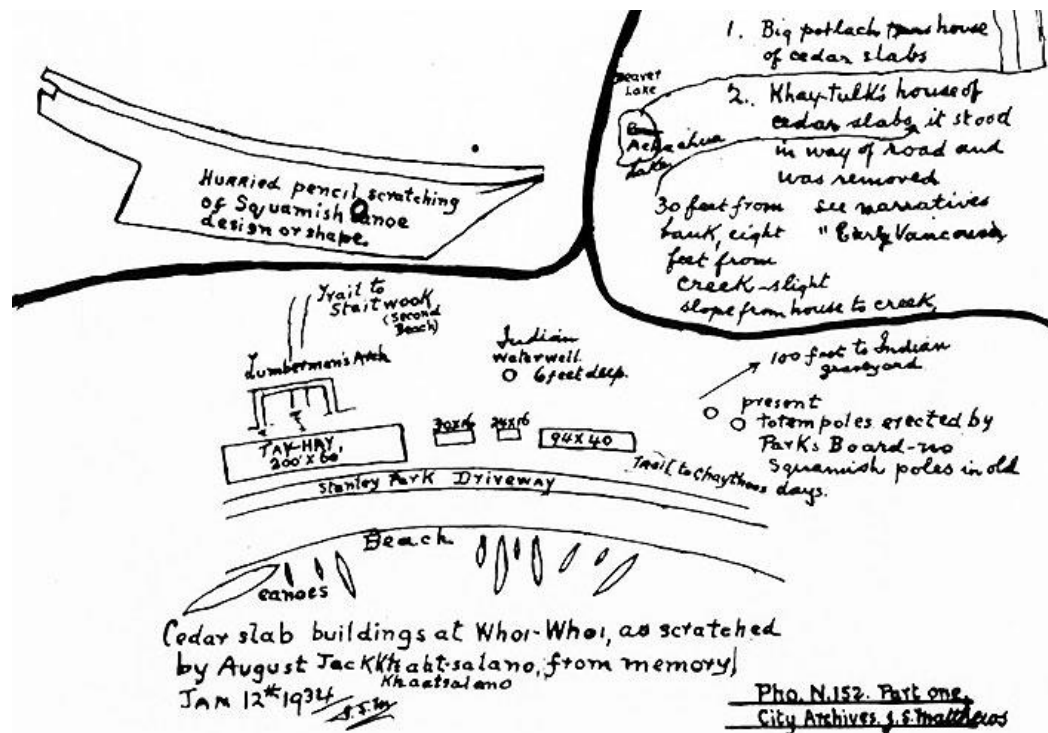 1. Big potlach house
of cedar slabs
2. Khay-tulk's house of
cedar slabs, it stood
in way of road and
was removed
see narratives
"Early Vancouver
Beaver
Lake
Lake
30 feet from
bank, eight
feet from
creek - slight
slope from house to creek.
Hurried pencil scratching
of Squamish Canoe
design or shape.
Trail to
Stait wook
(Second
Beach)
Lumbermen's Arch
Indian
waterwell
6 feet deep.
100 feet to Indian
graveyard
present
totem poles erected by
Parks Board - no
Squamish poles in old
days.
TAY-HAY,
200' X 60'
30X16
24X16
94 X 40
Trail to Chaythoos
Stanley Park Driveway
Beach
canoes
Cedar slab buildings at Whoi-Whoi, as scratched
by August Jack Khaht-salano, from memory,
Khaatsalano
JAN 12th 1934 J.S.M
Pho. N.152. Part one.
City Archives. J.S. Matthews